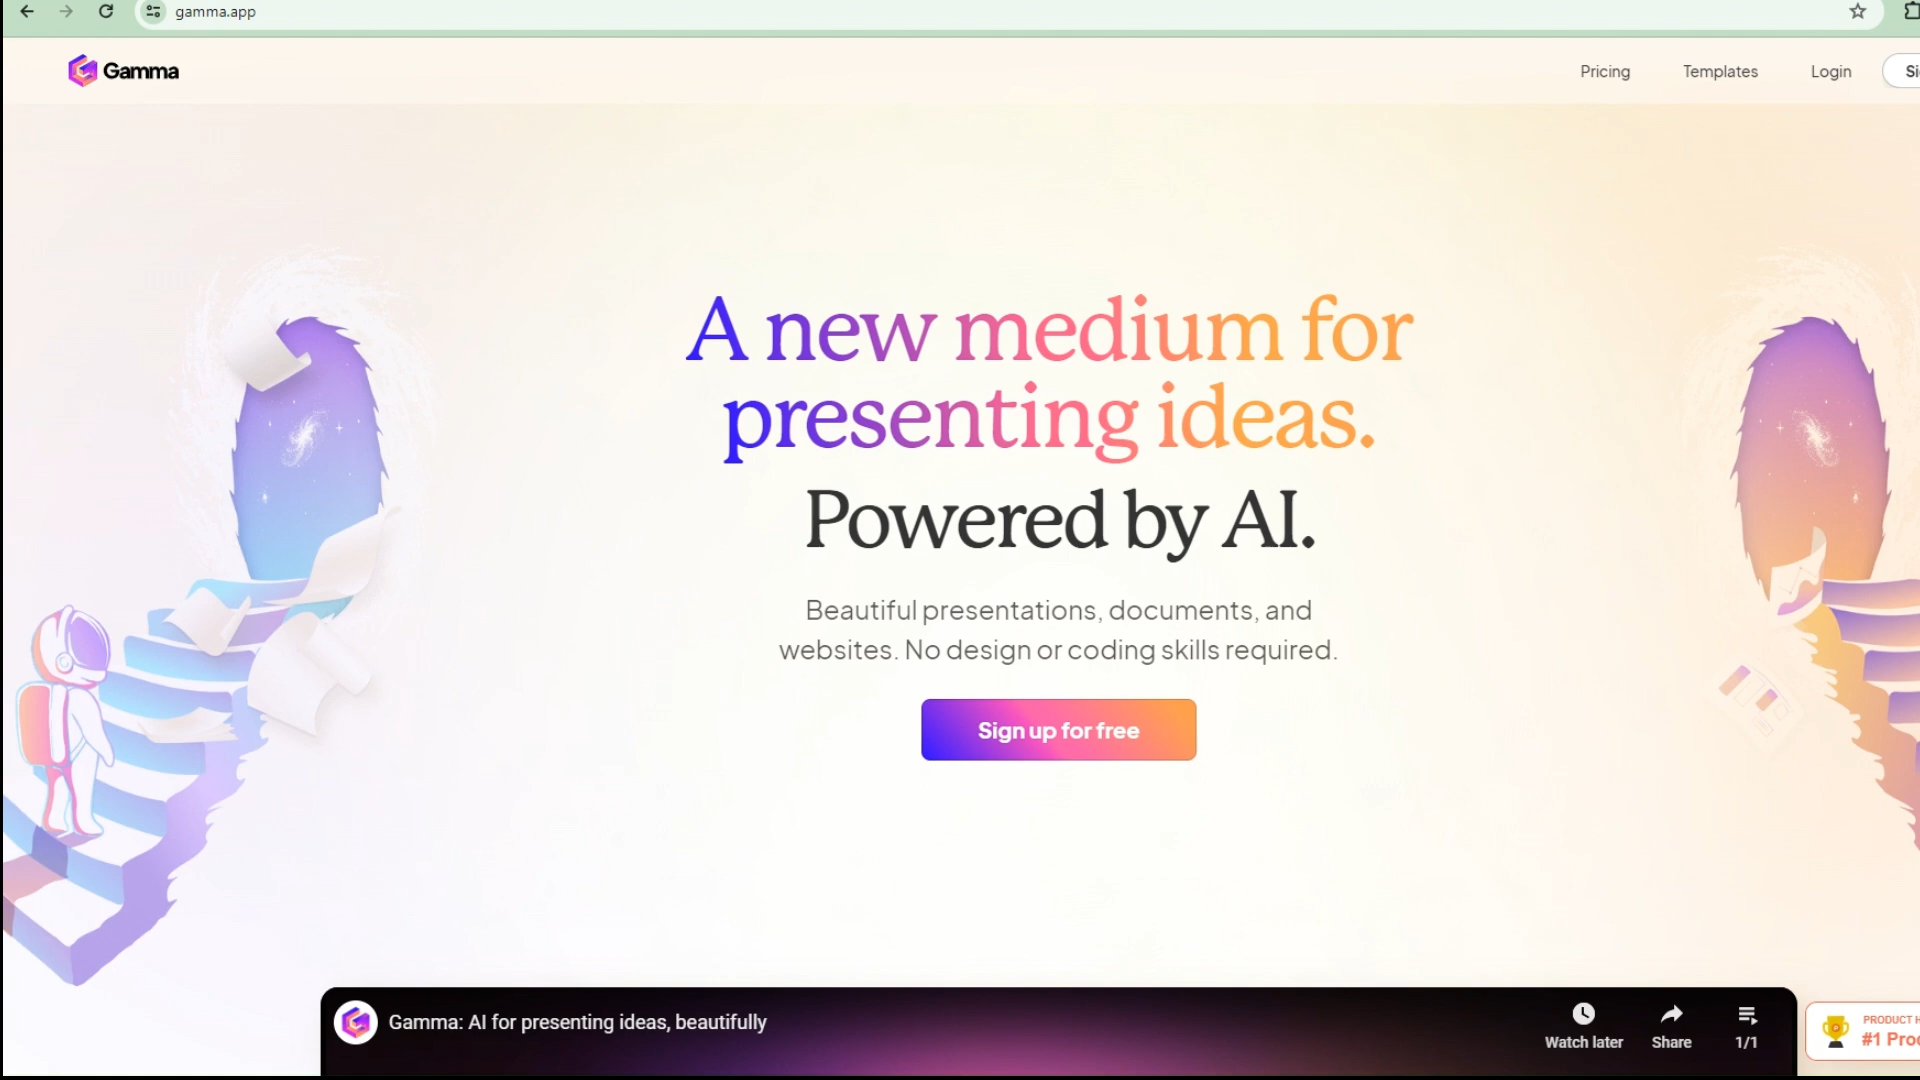 gamma.app
Gamma
Pricing
Templates
Login
A new medium for
presenting ideas.
Powered by AI.
Beautiful presentations, documents, and
websites. No design or coding skills required.
Sign up for free
Gamma: AI for presenting ideas, beautifully
Watch later
Share
1/1
PRODUCT
#1